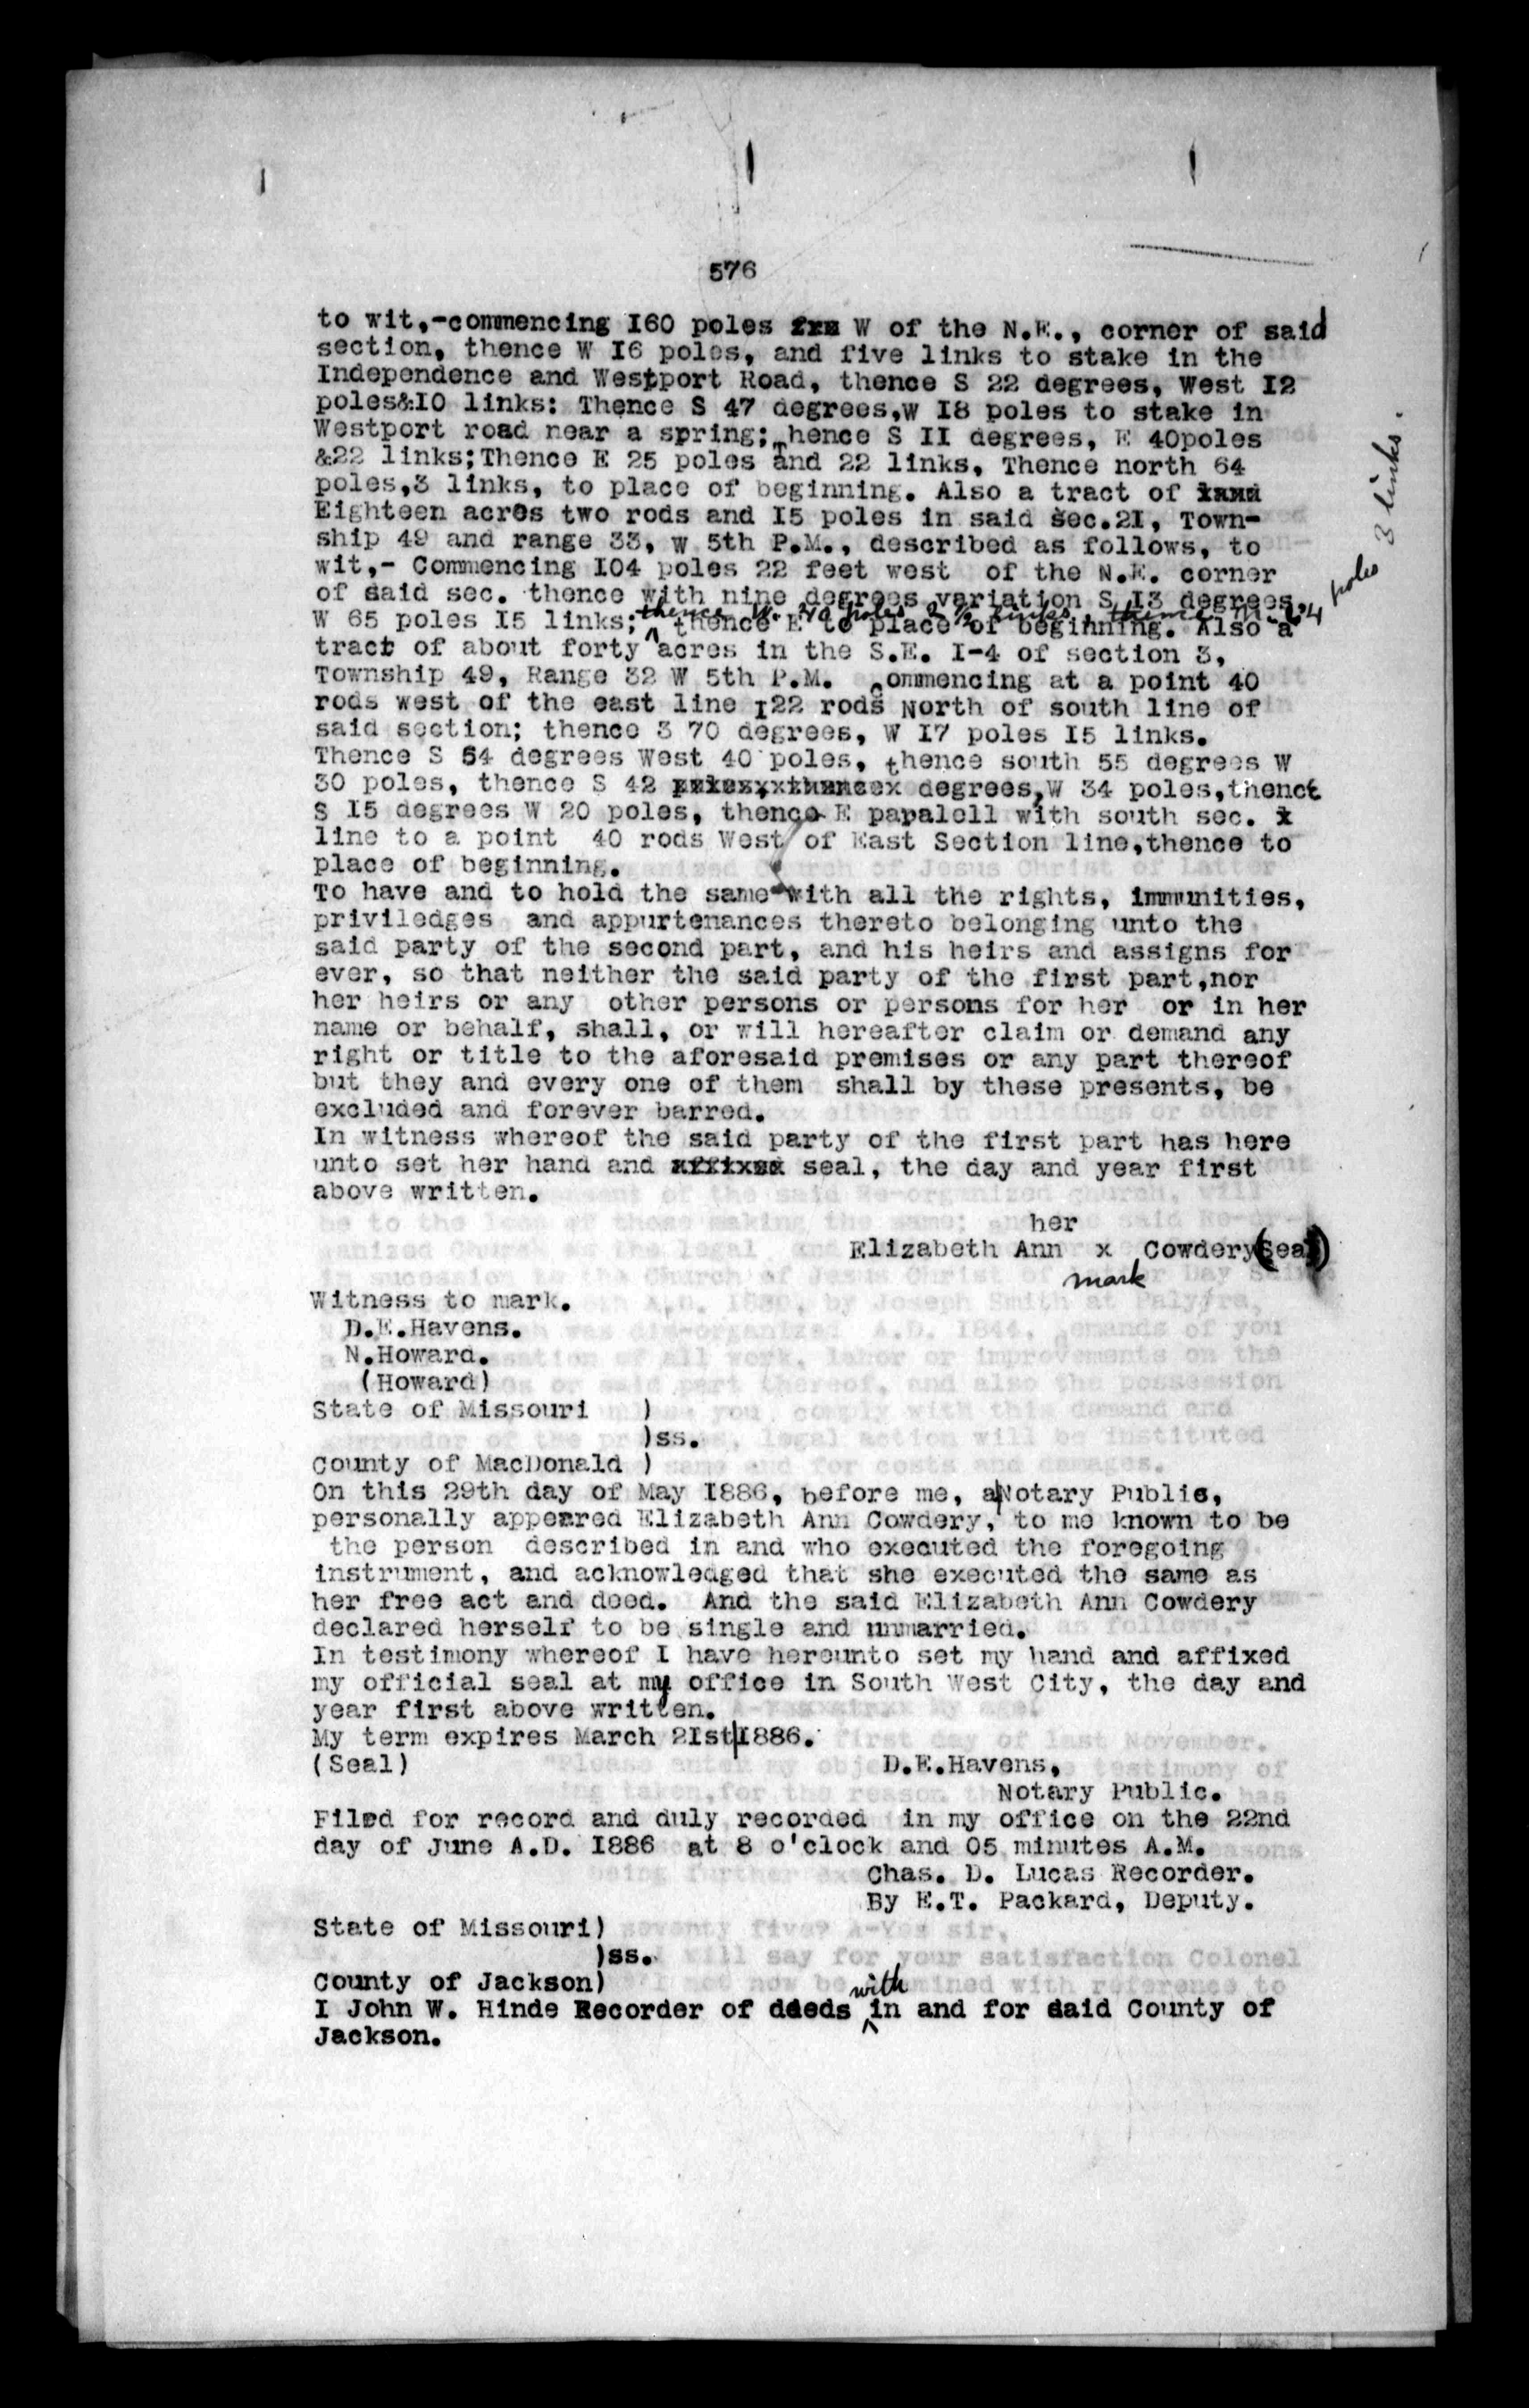 576
to wit,-commencing I60 poles W of the N.E., corner of said
section, thence W I6 poles, and five links to stake in the
Independence and Westport Road, thence S 22 degrees, West I2
poles&IO links: Thence S 47 degrees,W I8 poles to stake in
Westport road near a spring; Thence S II degrees, E 40poles
&22 links;Thence E 25 poles and 22 links, Thence north 64
poles,3 links, to place of beginning. Also a tract of
Eighteen acres two rods and I5 poles in said sec.2I, Town-
ship 49 and range 33, W 5th P.M., described as follows, to
wit,- Commencing I04 poles 22 feet west of the N.E. corner
of said sec. thence with nine degrees variation S I3 degrees,
thence W. 40 poles 2 1/2 links, thence 64 poles 3 links.
W 65 poles I5 links; thence E to place of beginning. Also a
tract of about forty acres in the S.E. I-4 of section 3,
Township 49, Range 32 W 5th P.M. Commencing at a point 40
rods west of the east line I22 rods North of south line of
said section; thence 3 70 degrees, W I7 poles I5 links.
Thence S 54 degrees West 40 poles, thence south 55 degrees W
30 poles, thence S 42 degrees,W 34 poles,thence
S I5 degrees W 20 poles, thence E paralell with south sec.
line to a point 40 rods West of East Section line,thence to
place of beginning.
To have and to hold the same with all the rights, immunities,
priviledges and appurtenances thereto belonging unto the
said party of the second part, and his heirs and assigns for
ever, so that neither the said party of the first part,nor
her heirs or any other persons or persons for her or in her
name or behalf, shall, or will hereafter claim or demand any
right or title to the aforesaid premises or any part thereof
but they and every one of them shall by these presents, be
excluded and forever barred.
In witness whereof the said party of the first part has here
unto set her hand and affixed seal, the day and year first
above written.
her
Elizabeth Ann x Cowdery(Seal)
mark
Witness to mark.
D.E.Havens.
N.Howard.
(Howard)
State of Missouri )
)ss.
County of MacDonald )
On this 29th day of May I886, before me, a Notary Public,
personally appeared Elizabeth Ann Cowdery, to me known to be
the person described in and who executed the foregoing
instrument, and acknowledged that she executed the same as
her free act and deed. And the said Elizabeth Ann Cowdery
declared herself to be single and unmarried.
In testimony whereof I have hereunto set my hand and affixed
my official seal at my office in South West City, the day and
year first above written.
My term expires March 2Ist I886.
(Seal) D.E.Havens,
Notary Public.
Filed for record and duly recorded in my office on the 22nd
day of June A.D. I886 at 8 o'clock and 05 minutes A.M.
Chas. D. Lucas Recorder.
By E.T. Packard, Deputy.
State of Missouri)
)ss.
County of Jackson)
I John W. Hinde Recorder of deeds within and for said County of
Jackson.